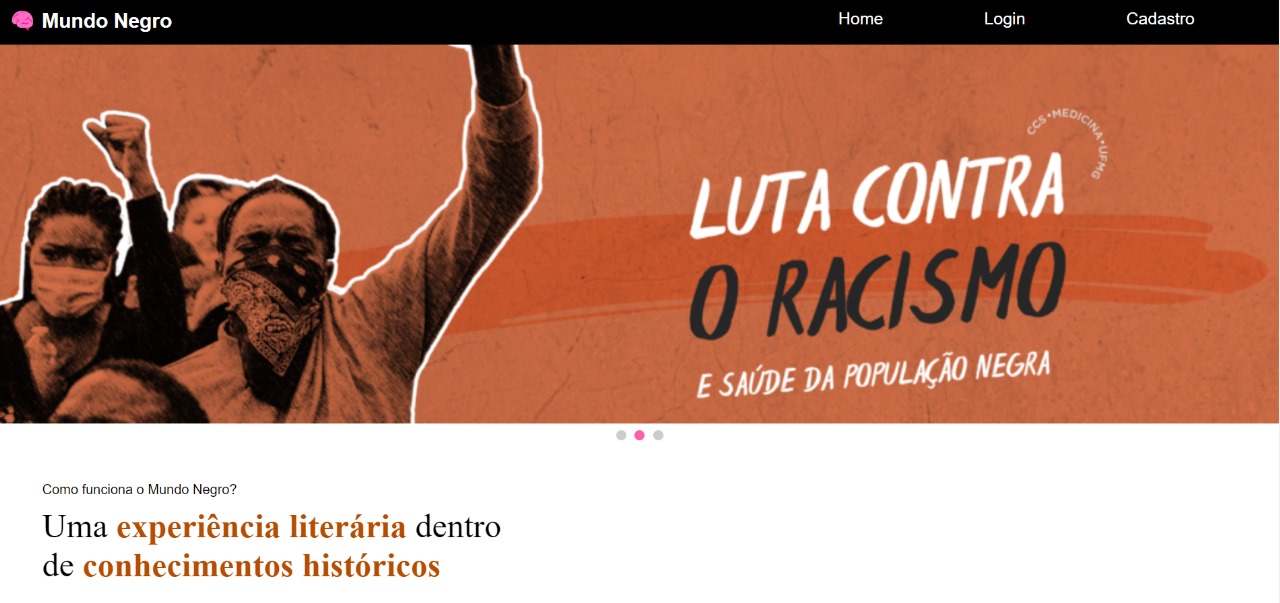 Mundo Negro
Home
Login
Cadastro
CCS•MEDICINA•UFMG
LUTA CONTRA
O RACISMO
E SAÚDE DA POPULAÇÃO NEGRA
Como funciona o Mundo Negro?
Uma experiência literária dentro
de conhecimentos históricos